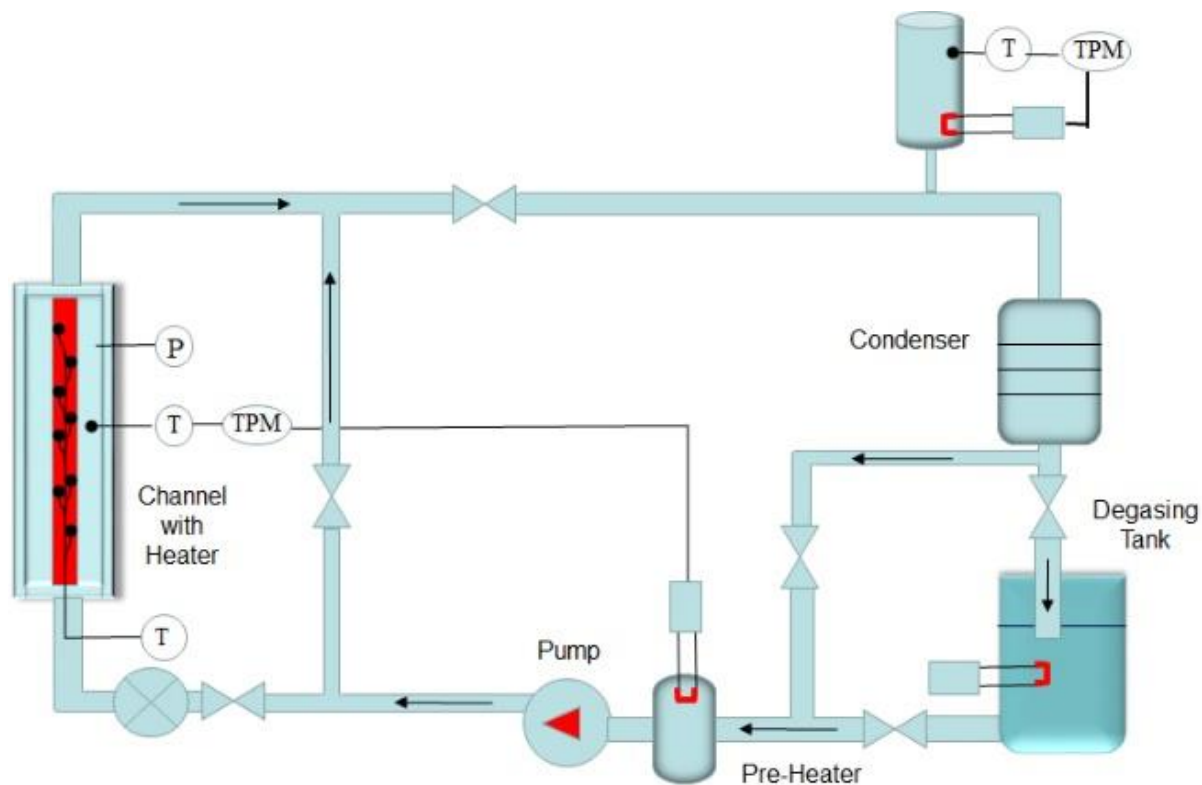 T
TPM
Condenser
P
T
TPM
Channel
with
Heater
Degasing
Tank
T
Pump
Pre-Heater